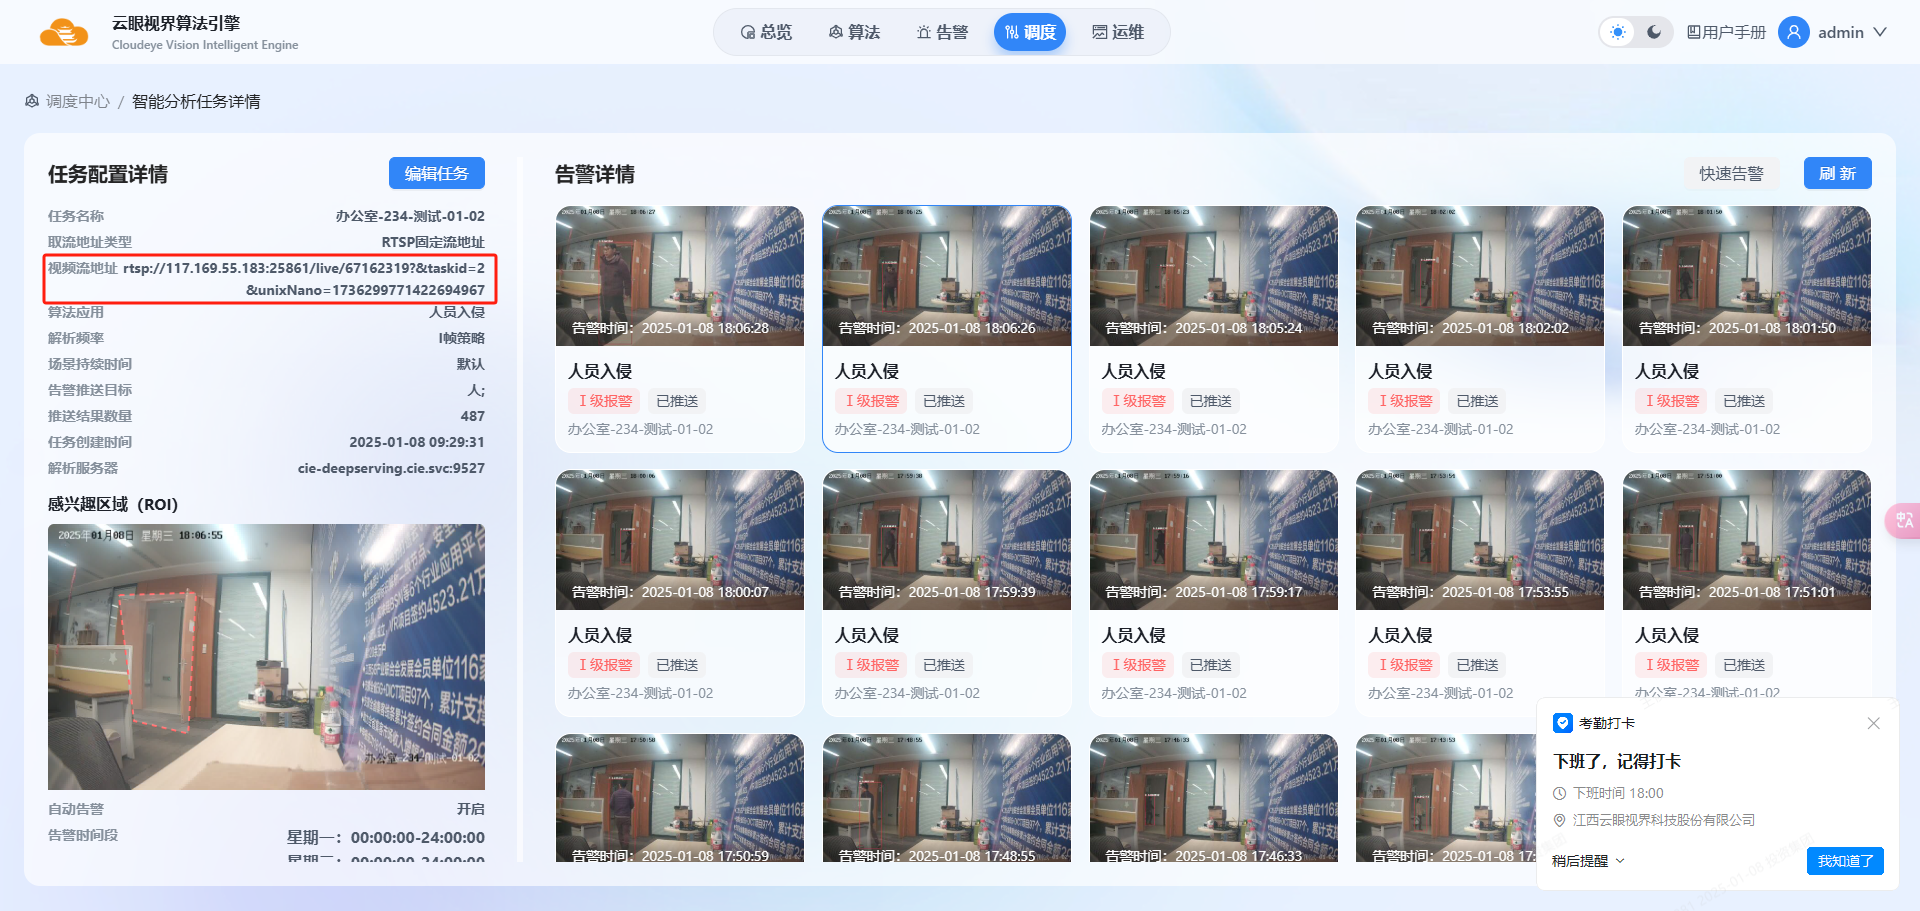 云眼视界算法引擎
Cloudeye Vision Intelligent Engine
总览
算法
告警
调度
运维
用户手册
admin
调度中心 / 智能分析任务详情
任务配置详情
编辑任务
任务名称 办公室-234-测试-01-02
取流地址类型 RTSP固定流地址
视频流地址 rtsp://117.169.55.183:25861/live/67162319?&taskid=2
&unixNano=1736299771422694967
算法应用 人员入侵
解析频率 I帧策略
场景持续时间 默认
告警推送目标 人;
推送结果数量 487
任务创建时间 2025-01-08 09:29:31
解析服务器 cie-deepserving.cie.svc:9527
感兴趣区域（ROI）
2025年01月08日 星期三 18:06:55
办公室-234-测试-01-02
自动告警 开启
告警时间段 星期一：00:00:00-24:00:00
星期二：00:00:00-24:00:00
告警详情
快速告警
刷 新
告警时间：2025-01-08 18:06:28
人员入侵
I 级报警 已推送
办公室-234-测试-01-02
告警时间：2025-01-08 18:06:26
人员入侵
I 级报警 已推送
办公室-234-测试-01-02
告警时间：2025-01-08 18:05:24
人员入侵
I 级报警 已推送
办公室-234-测试-01-02
告警时间：2025-01-08 18:02:02
人员入侵
I 级报警 已推送
办公室-234-测试-01-02
告警时间：2025-01-08 18:01:50
人员入侵
I 级报警 已推送
办公室-234-测试-01-02
告警时间：2025-01-08 18:00:07
人员入侵
I 级报警 已推送
办公室-234-测试-01-02
告警时间：2025-01-08 17:59:39
人员入侵
I 级报警 已推送
办公室-234-测试-01-02
告警时间：2025-01-08 17:59:17
人员入侵
I 级报警 已推送
办公室-234-测试-01-02
告警时间：2025-01-08 17:53:55
人员入侵
I 级报警 已推送
办公室-234-测试-01-02
告警时间：2025-01-08 17:51:01
人员入侵
I 级报警 已推送
办公室-234-测试-01-02
告警时间：2025-01-08 17:50:59
告警时间：2025-01-08 17:48:55
告警时间：2025-01-08 17:46:33
告警时间：2025-01-08 17:
考勤打卡
下班了，记得打卡
下班时间 18:00
江西云眼视界科技股份有限公司
稍后提醒
我知道了